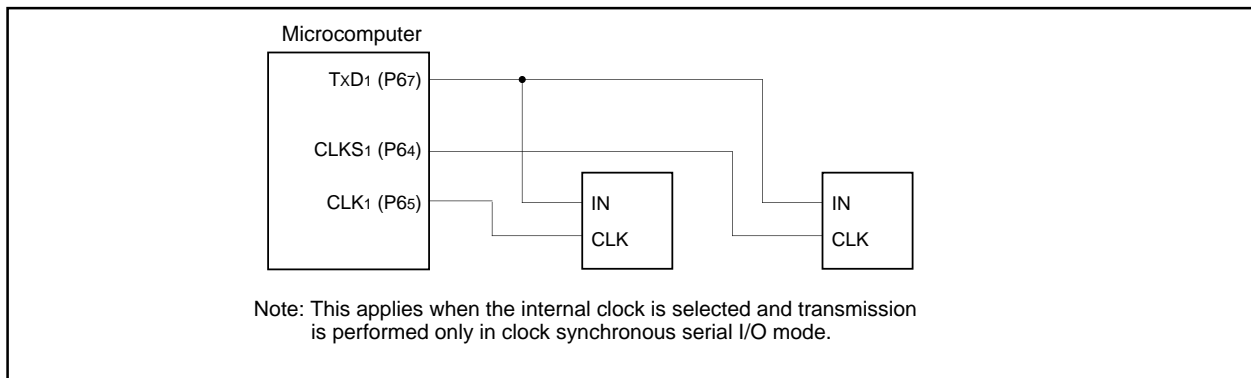 Microcomputer
TxD1 (P67)
CLKS1 (P64)
CLK1 (P65)
IN
CLK
IN
CLK
Note: This applies when the internal clock is selected and transmission
is performed only in clock synchronous serial I/O mode.